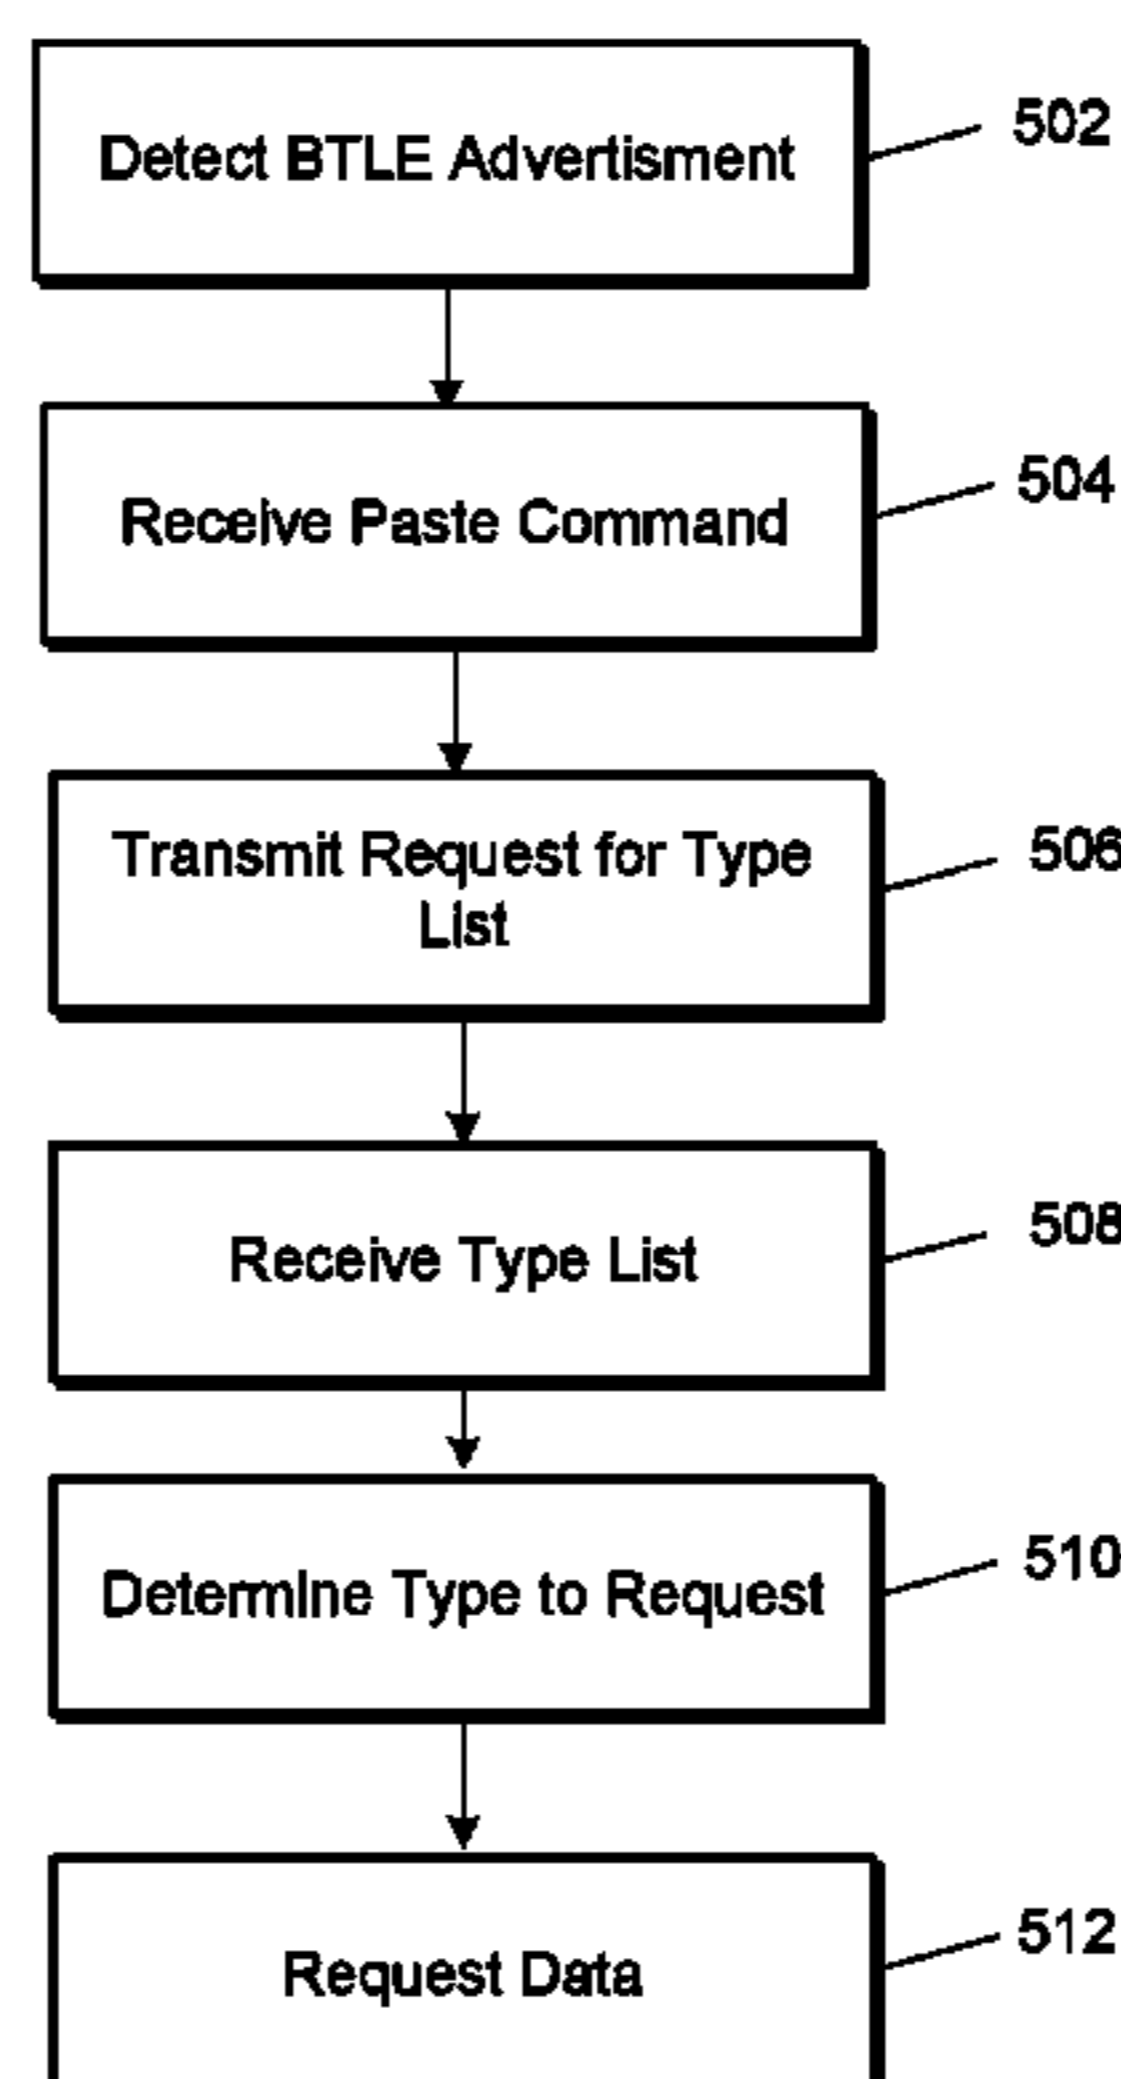 Detect BTLE Advertisment
502
Receive Paste Command
504
Transmit Request for Type
List
506
Receive Type List
508
Determine Type to Request
510
Request Data
512